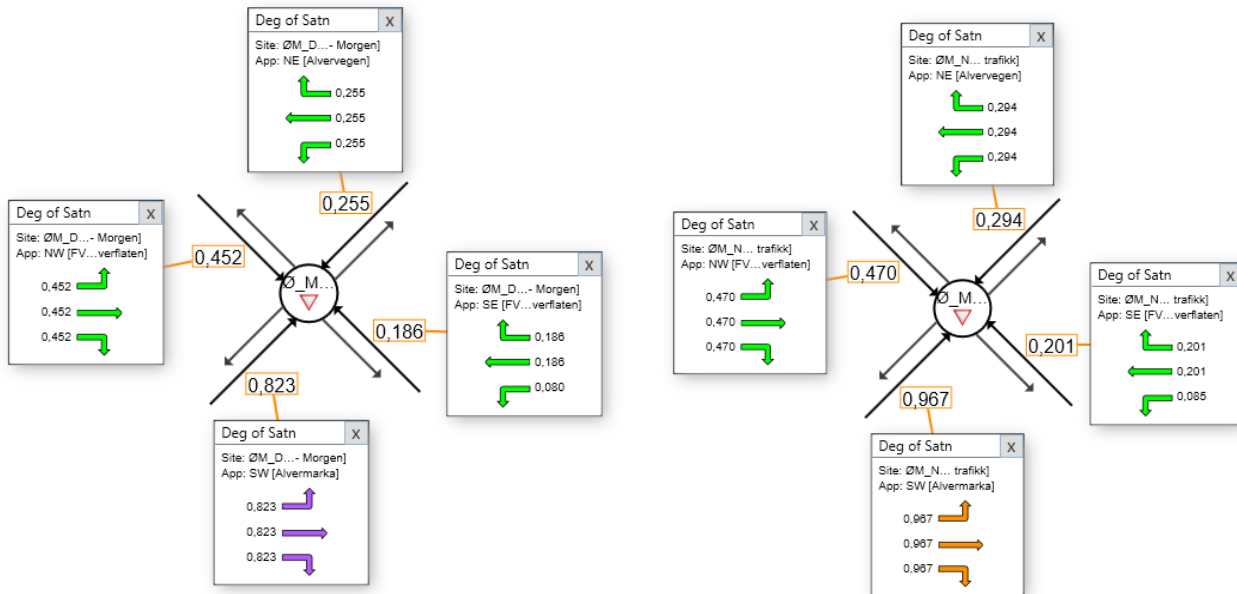 Deg of Satn X
Site: ØM_D...- Morgen]
App: NE [Alvervegen]
0,255
0,255
0,255
0,255
Deg of Satn X
Site: ØM_D...- Morgen]
App: NW [FV...verflaten]
0,452
0,452
0,452
0,452
Ø_M...
Deg of Satn X
Site: ØM_D...- Morgen]
App: SE [FV...verflaten]
0,186
0,186
0,080
0,186
0,823
Deg of Satn X
Site: ØM_D...- Morgen]
App: SW [Alvermarka]
0,823
0,823
0,823
Deg of Satn X
Site: ØM_N... trafikk]
App: NE [Alvervegen]
0,294
0,294
0,294
0,294
Deg of Satn X
Site: ØM_N... trafikk]
App: NW [FV...verflaten]
0,470
0,470
0,470
0,470
Ø_M...
Deg of Satn X
Site: ØM_N... trafikk]
App: SE [FV...verflaten]
0,201
0,201
0,085
0,201
0,967
Deg of Satn X
Site: ØM_N... trafikk]
App: SW [Alvermarka]
0,967
0,967
0,967